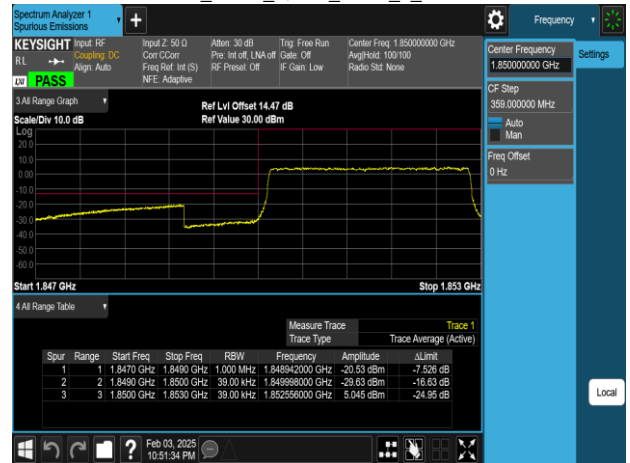 Spectrum Analyzer 1
Spurious Emissions
Frequency
KEYSIGHT
RL
LXI
PASS
Input: RF
Coupling: DC
Align: Auto
Input Z: 50 Ω
Corr CCorr
Freq Ref: Int (S)
NFE: Adaptive
Atten: 30 dB
Pre: Int off, LNA off
RF Presel: Off
Trig: Free Run
Gate: Off
IF Gain: Low
Center Freq: 1.850000000 GHz
Avg|Hold: 100/100
Radio Std: None
Center Frequency
1.850000000 GHz
Settings
CF Step
359.000000 MHz
Auto
Man
Freq Offset
0 Hz
3 All Range Graph
Scale/Div 10.0 dB
Ref Lvl Offset 14.47 dB
Ref Value 30.00 dBm
Log
20.0
10.0
0.00
-10.0
-20.0
-30.0
-40.0
-50.0
-60.0
Start 1.847 GHz
Stop 1.853 GHz
4 All Range Table
Measure Trace Trace 1
Trace Type Trace Average (Active)
Spur Range Start Freq Stop Freq RBW Frequency Amplitude ΔLimit
1 1 1.8470 GHz 1.8490 GHz 1.000 MHz 1.848942000 GHz -20.53 dBm -7.526 dB
2 2 1.8490 GHz 1.8500 GHz 39.00 kHz 1.849998000 GHz -29.63 dBm -16.63 dB
3 3 1.8500 GHz 1.8530 GHz 39.00 kHz 1.852556000 GHz 5.045 dBm -24.95 dB
Local
Feb 03, 2025
10:51:34 PM